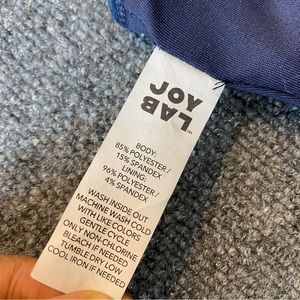 JOY
LAB
BODY:
85% POLYESTER/
15% SPANDEX
LINING:
96% POLYESTER/
4% SPANDEX
WASH INSIDE OUT
MACHINE WASH COLD
WITH LIKE COLORS
GENTLE CYCLE
ONLY NON-CHLORINE
BLEACH IF NEEDED
TUMBLE DRY LOW
COOL IRON IF NEEDED